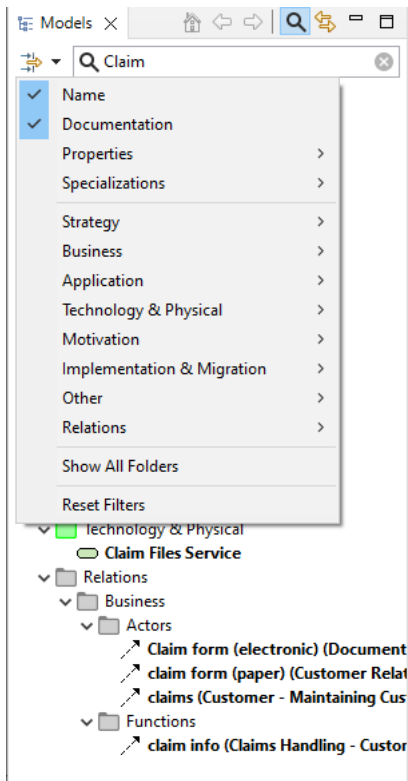 Models
Claim
Name
Documentation
Properties
Specializations
Strategy
Business
Application
Technology & Physical
Motivation
Implementation & Migration
Other
Relations
Show All Folders
Reset Filters
Technology & Physical
Claim Files Service
Relations
Business
Actors
Claim form (electronic) (Document
claim form (paper) (Customer Relat
claims (Customer - Maintaining Cus
Functions
claim info (Claims Handling - Custor